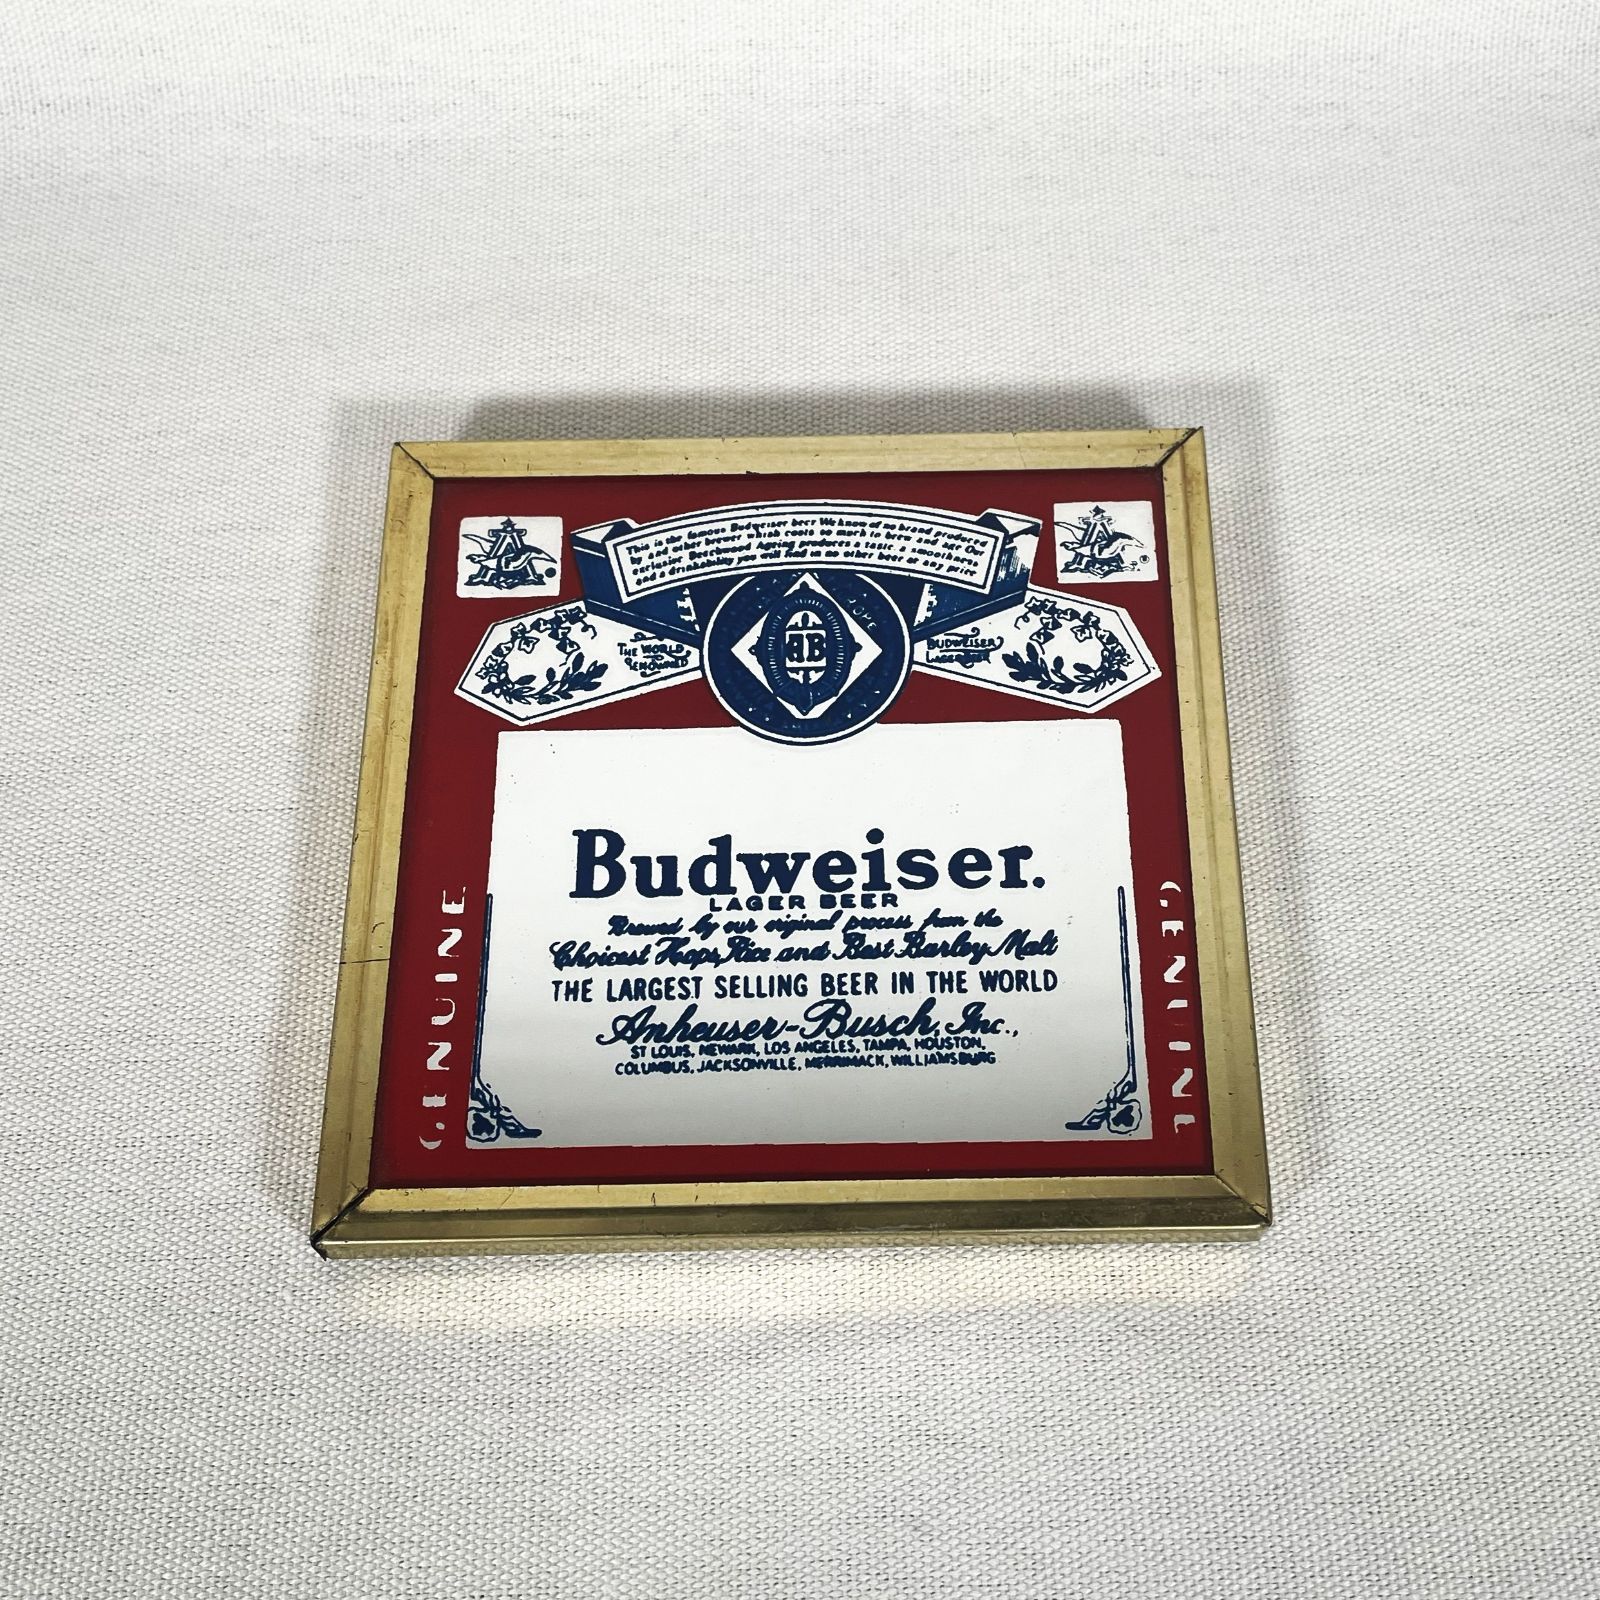 This is the famous Budweiser beer We know of no brand produced
by and other brewer which costs so much to brew and age Our
exclusive Beechwood Ageing produces a taste, a smoothness
and a drinkability you will find in no other beer at any price
THE WORLD
RENOWNED
AB
BUDWEISER
LAGER BEER
Budweiser.
LAGER BEER
Brewed by our original process from the
Choicest Hops, Rice and Best Barley Malt
THE LARGEST SELLING BEER IN THE WORLD
Anheuser-Busch, Inc.,
ST LOUIS, NEWARK, LOS ANGELES, TAMPA, HOUSTON,
COLUMBUS, JACKSONVILLE, MERRIMACK, WILLIAMSBURG
GENUINE
GENUINE